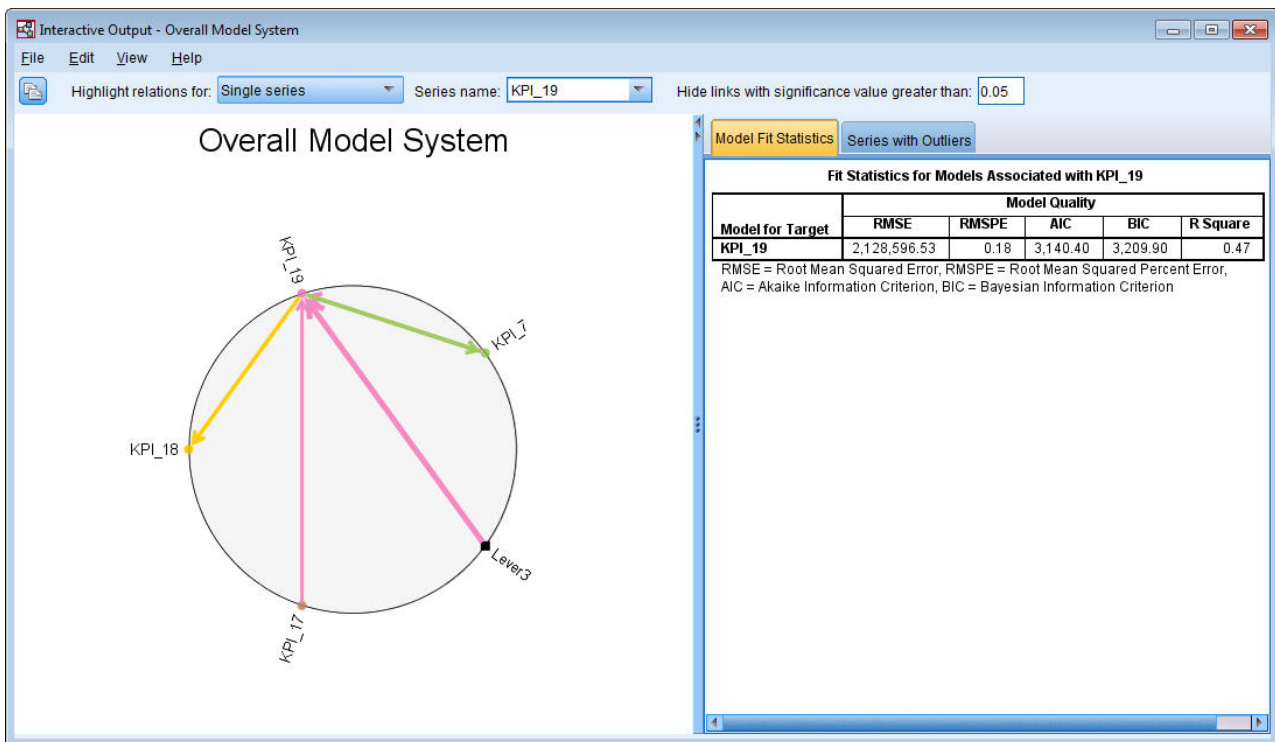 Interactive Output - Overall Model System
File Edit View Help
Highlight relations for: Single series Series name: KPI_19 Hide links with significance value greater than: 0.05
Overall Model System
KPI_19
KPI_7
KPI_18
Lever3
KPI_17
Model Fit Statistics Series with Outliers
Fit Statistics for Models Associated with KPI_19
Model Quality
Model for Target RMSE RMSPE AIC BIC R Square
KPI_19 2,128,596.53 0.18 3,140.40 3,209.90 0.47
RMSE = Root Mean Squared Error, RMSPE = Root Mean Squared Percent Error,
AIC = Akaike Information Criterion, BIC = Bayesian Information Criterion